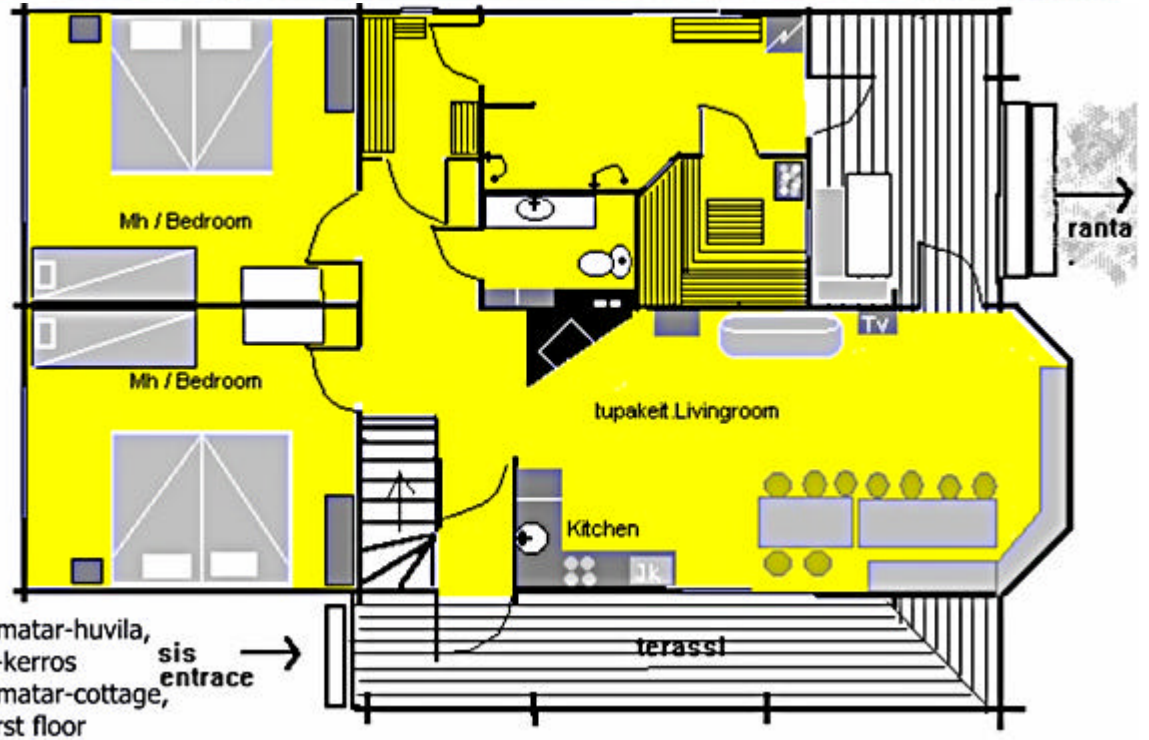 Mh / Bedroom
ranta
Tv
Mh / Bedroom
tupakeit.Livingroom
Kitchen
Jk
terassi
matar-huvila,
-kerros
sis
entrace
matar-cottage,
rst floor